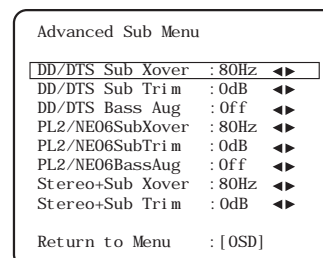 Advanced Sub Menu
DD/DTS Sub Xover :80Hz ◀▶
DD/DTS Sub Trim :0dB ◀▶
DD/DTS Bass Aug :Off ◀▶
PL2/NEO6SubXover :80Hz ◀▶
PL2/NEO6SubTrim :0dB ◀▶
PL2/NEO6BassAug :Off ◀▶
Stereo+Sub Xover :80Hz ◀▶
Stereo+Sub Trim :0dB ◀▶
Return to Menu :[OSD]